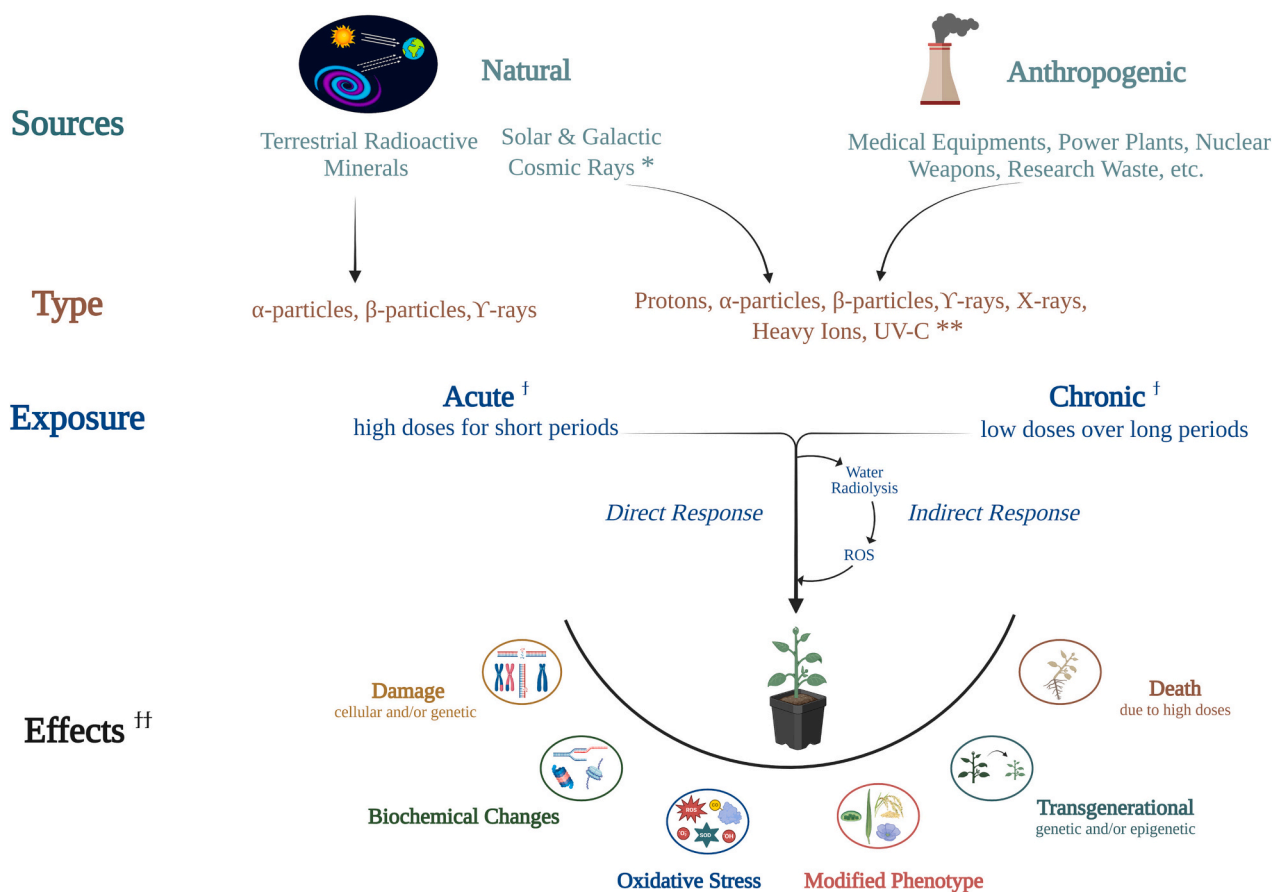 Natural
Anthropogenic
Sources
Terrestrial Radioactive
Minerals
Solar & Galactic
Cosmic Rays *
Medical Equipments, Power Plants, Nuclear
Weapons, Research Waste, etc.
Type
α-particles, β-particles,ϒ-rays
Protons, α-particles, β-particles,ϒ-rays, X-rays,
Heavy Ions, UV-C **
Exposure
Acute †
high doses for short periods
Chronic †
low doses over long periods
Water
Radiolysis
Direct Response
Indirect Response
ROS
Effects ††
Damage
cellular and/or genetic
Death
due to high doses
Biochemical Changes
Transgenerational
genetic and/or epigenetic
ROS
SOD
Oxidative Stress
Modified Phenotype